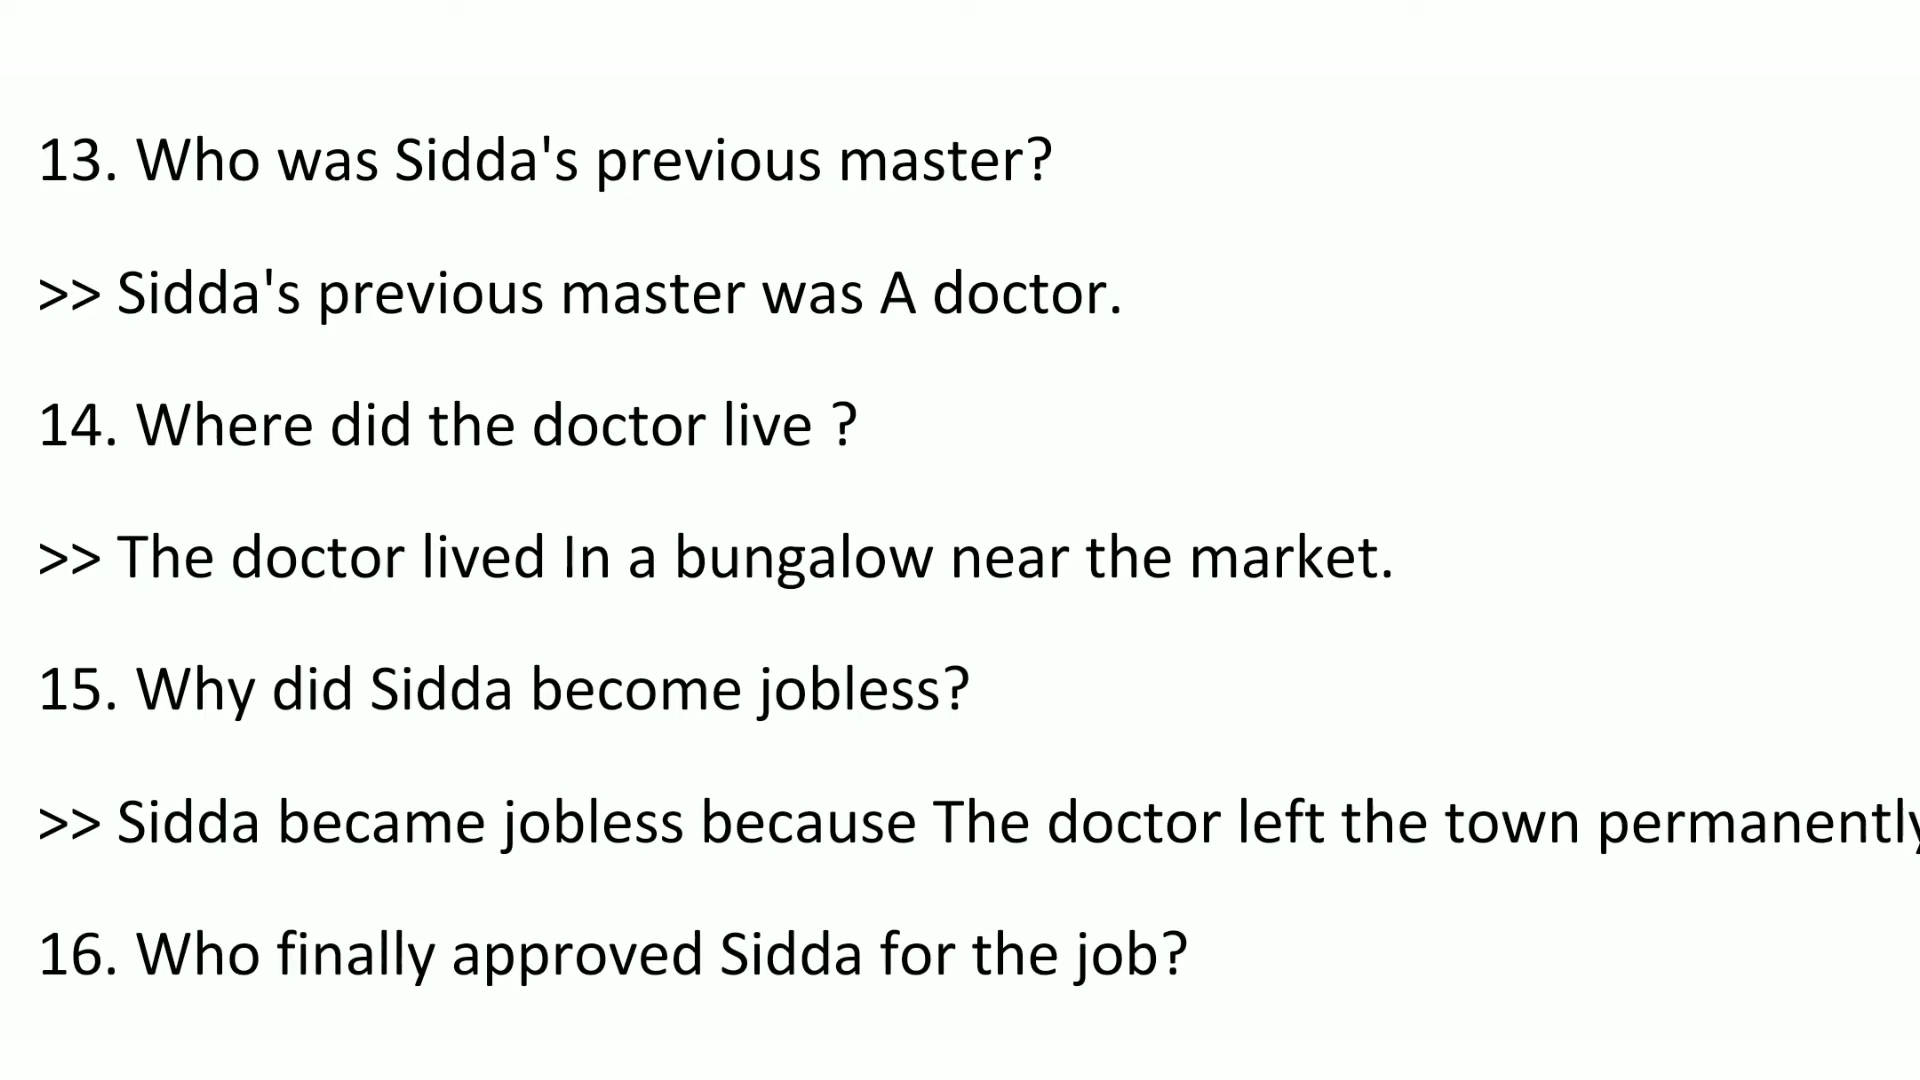 13. Who was Sidda's previous master?
>> Sidda's previous master was A doctor.
14. Where did the doctor live ?
>> The doctor lived In a bungalow near the market.
15. Why did Sidda become jobless?
>> Sidda became jobless because The doctor left the town permanently
16. Who finally approved Sidda for the job?